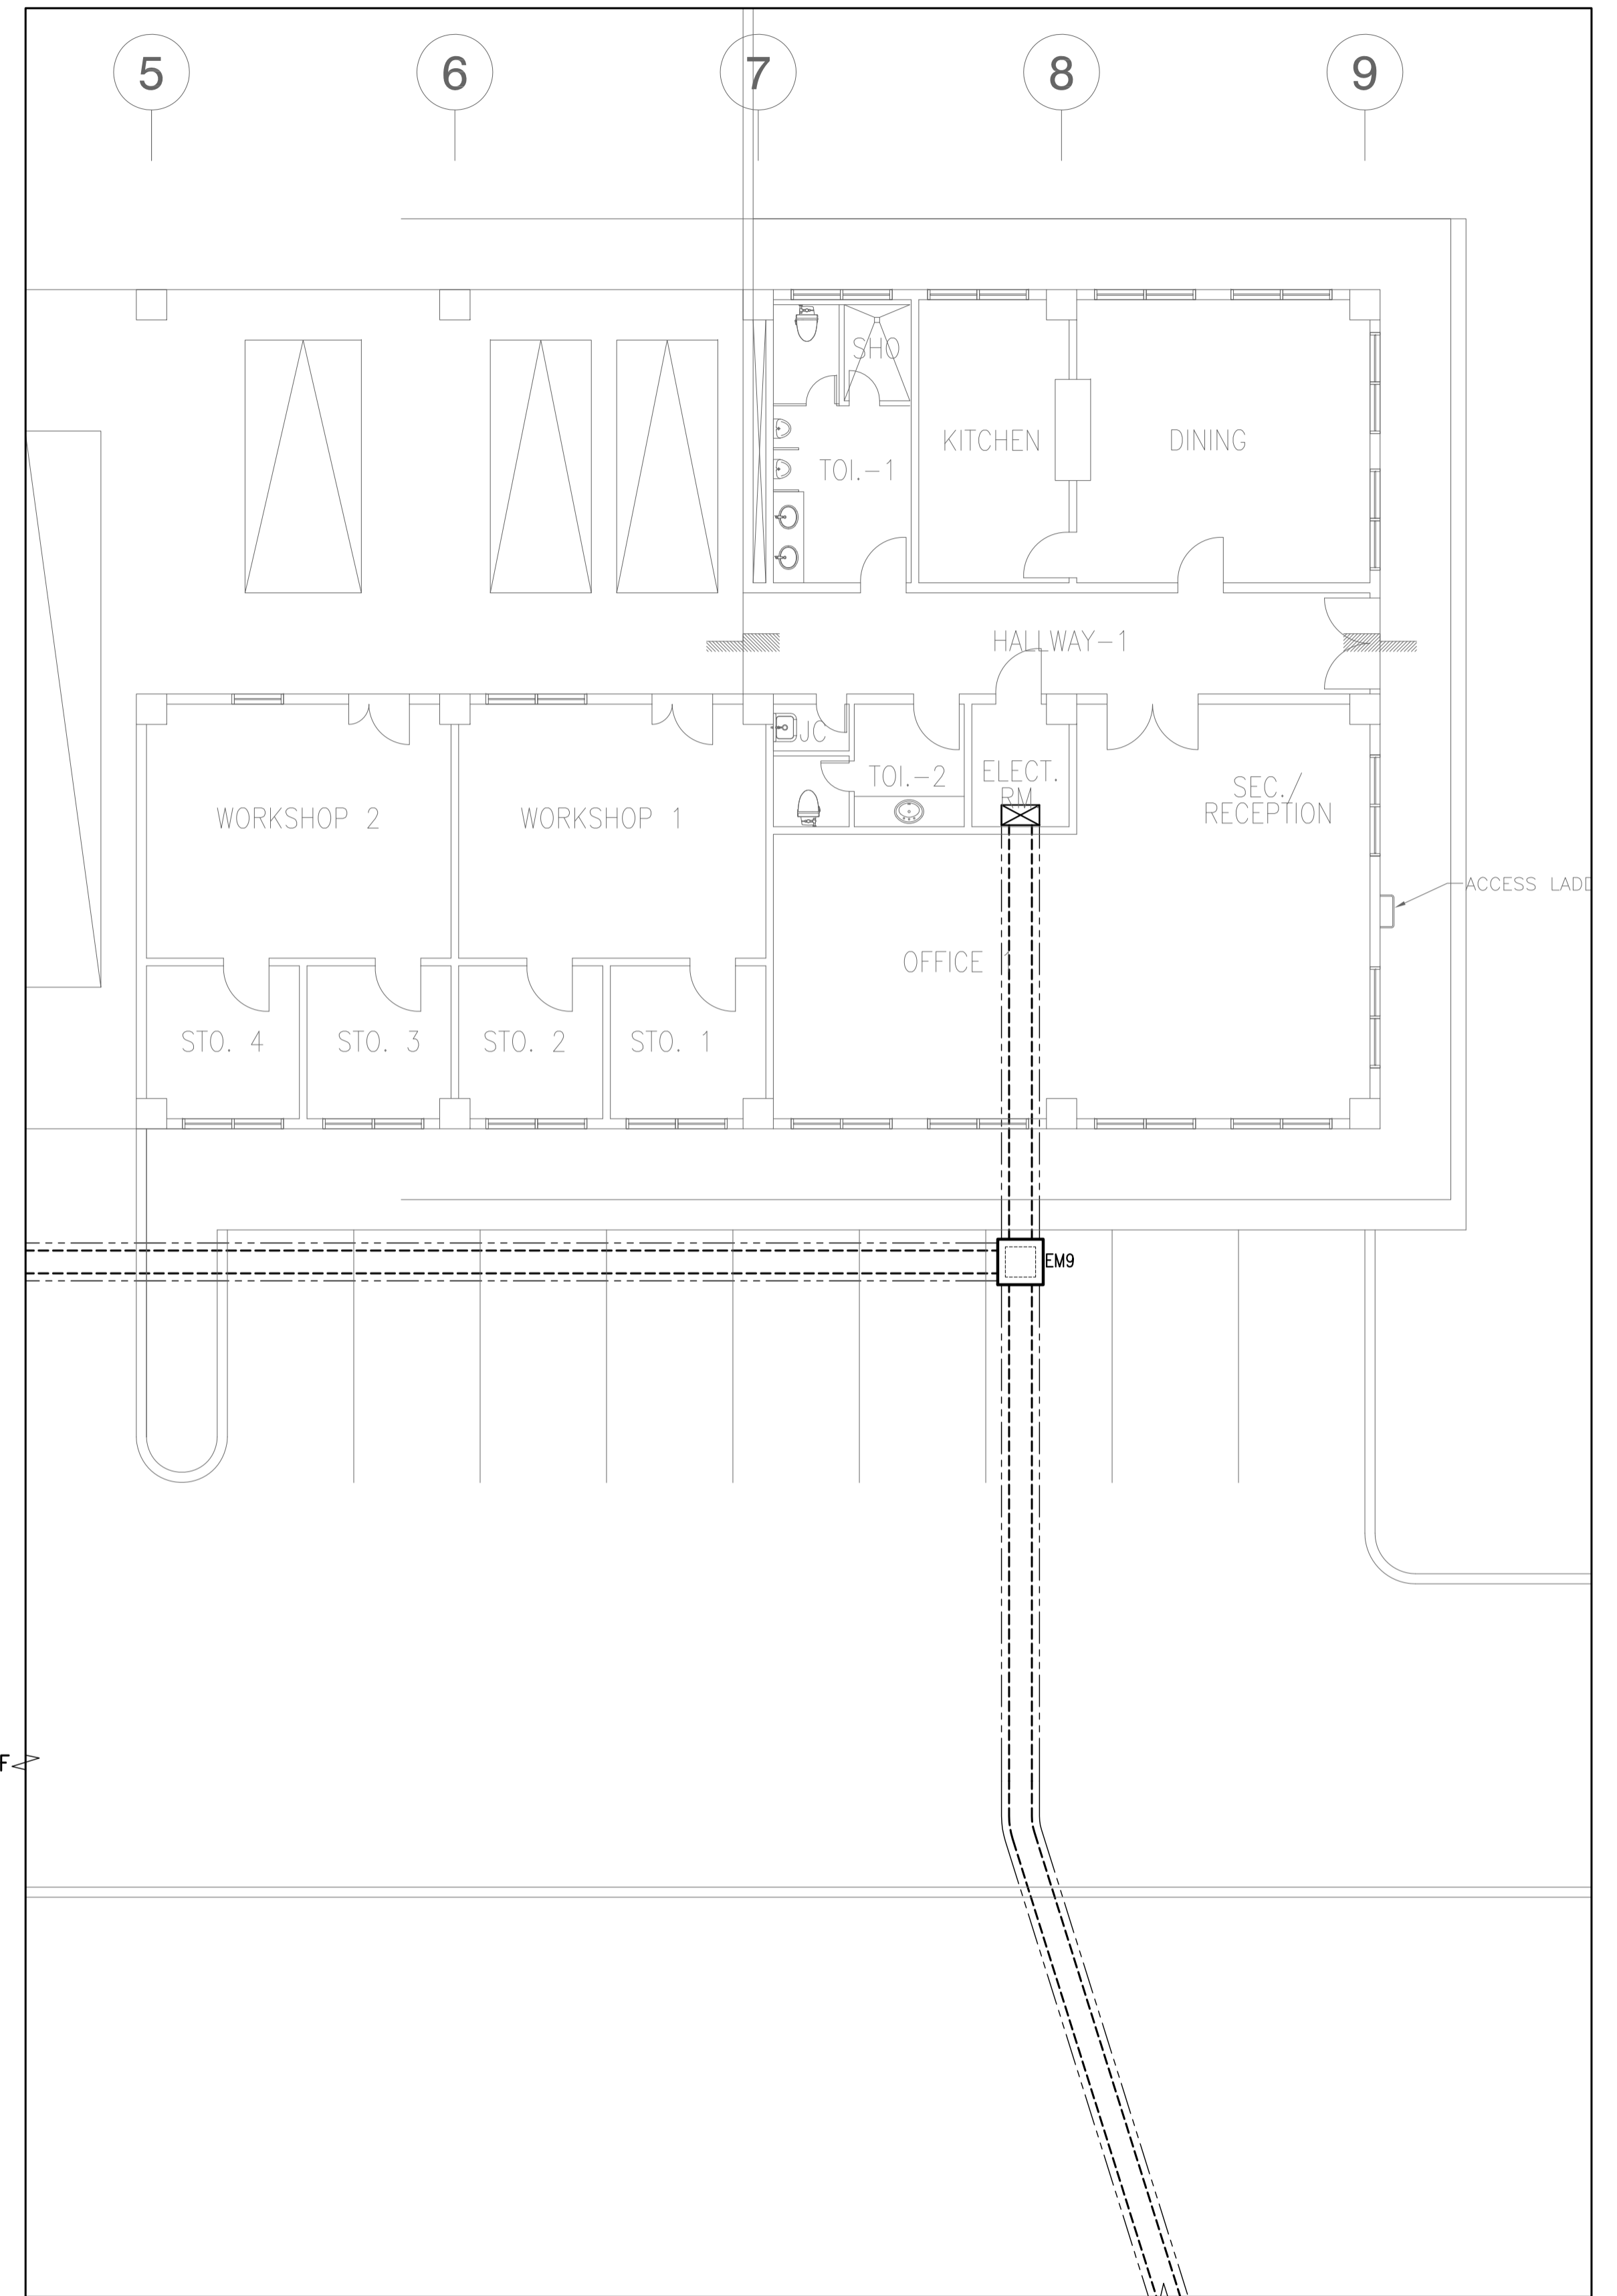 5 6 7 8 9
SHO
KITCHEN
DINING
TOI.-1
HALLWAY-1
JC
TOI.-2
ELECT.
RM
SEC./
RECEPTION
WORKSHOP 2
WORKSHOP 1
ACCESS LADD
OFFICE 1
STO. 4
STO. 3
STO. 2
STO. 1
EM9
F